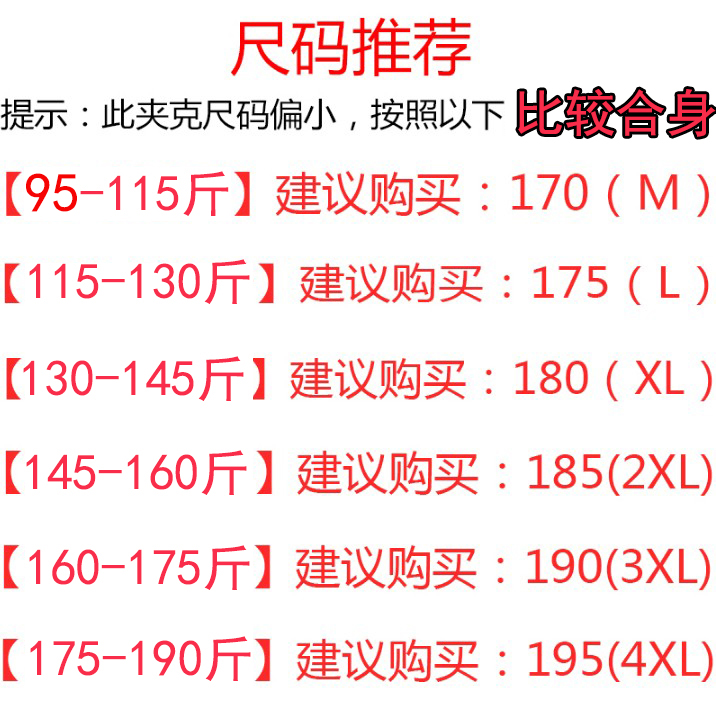 尺码推荐
提示：此夹克尺码偏小，按照以下 比较合身
【95-115斤】建议购买：170（M）
【115-130斤】建议购买：175（L）
【130-145斤】建议购买：180（XL）
【145-160斤】建议购买：185(2XL)
【160-175斤】建议购买：190(3XL)
【175-190斤】建议购买：195(4XL)